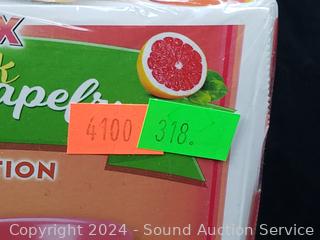 X
k
apefr
4100
318.
TION
Copyright © 2024 - Sound Auction Service